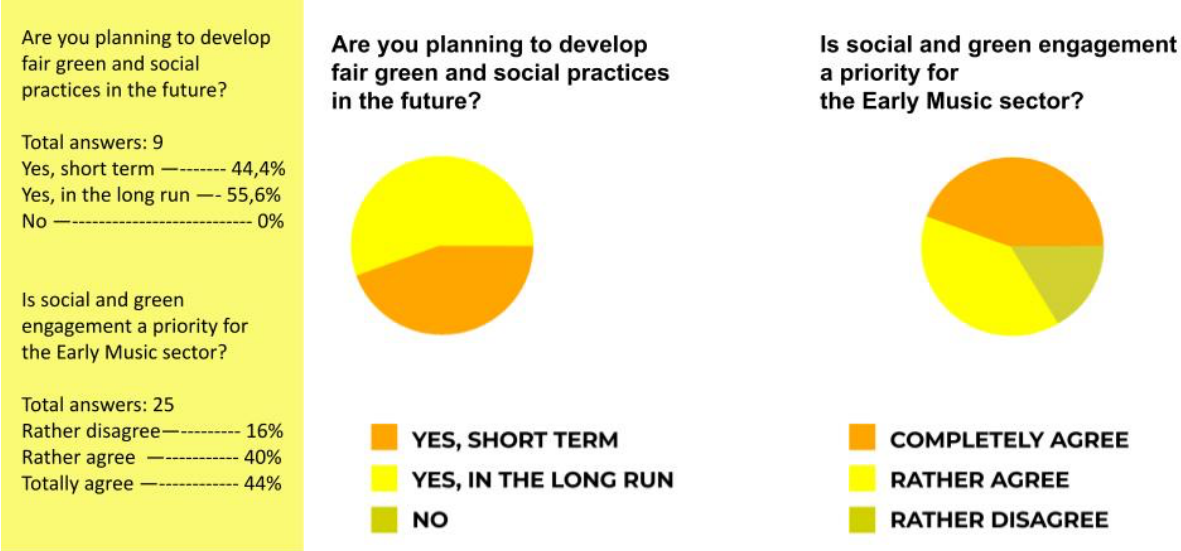 Are you planning to develop
fair green and social
practices in the future?
Total answers: 9
Yes, short term —------- 44,4%
Yes, in the long run —- 55,6%
No —--------------------------- 0%
Is social and green
engagement a priority for
the Early Music sector?
Total answers: 25
Rather disagree—--------- 16%
Rather agree —----------- 40%
Totally agree —------------ 44%
Are you planning to develop
fair green and social practices
in the future?
YES, SHORT TERM
YES, IN THE LONG RUN
NO
Is social and green engagement
a priority for
the Early Music sector?
COMPLETELY AGREE
RATHER AGREE
RATHER DISAGREE